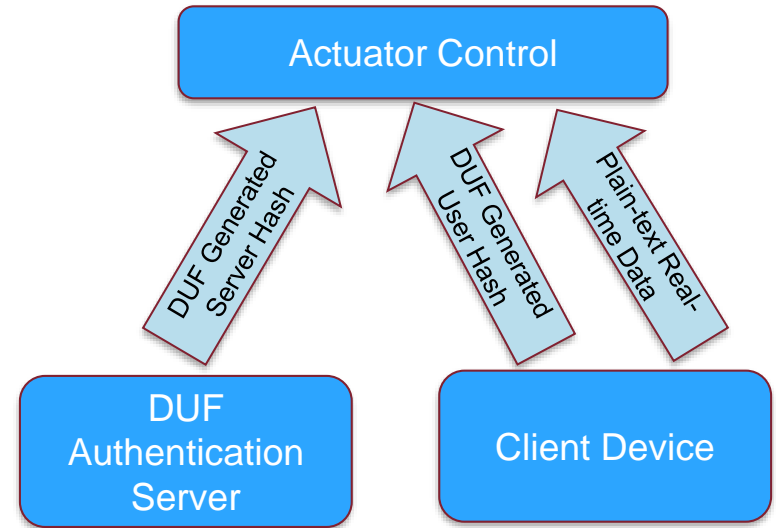 Actuator Control
DUF Generated
Server Hash
DUF Generated
User Hash
Plain-text Real-
time Data
DUF
Authentication
Server
Client Device